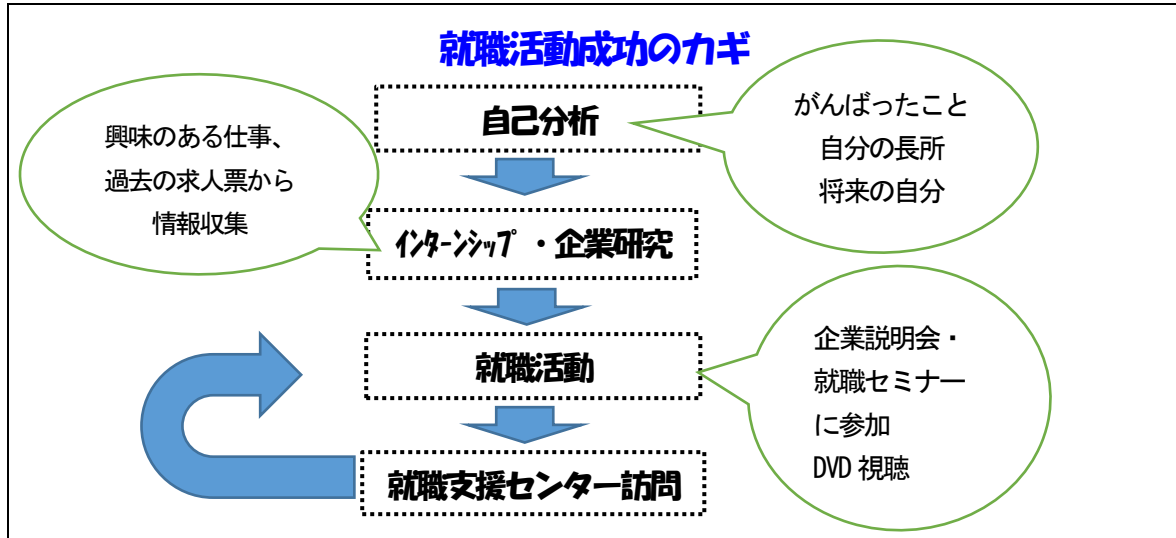 就職活動成功のカギ
自己分析
がんばったこと
自分の長所
将来の自分
興味のある仕事、
過去の求人票から
情報収集
ｲﾝﾀｰﾝｼｯﾌﾟ ・企業研究
就職活動
企業説明会・
就職セミナー
に参加
DVD 視聴
就職支援センター訪問